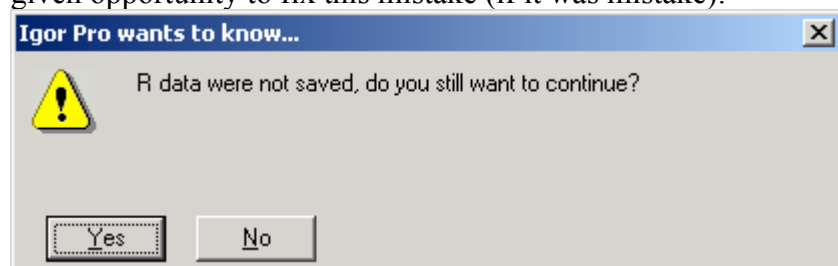 given opportunity to fix this mistake (if it was mistake).
Igor Pro wants to know...
R data were not saved, do you still want to continue?
Yes
No